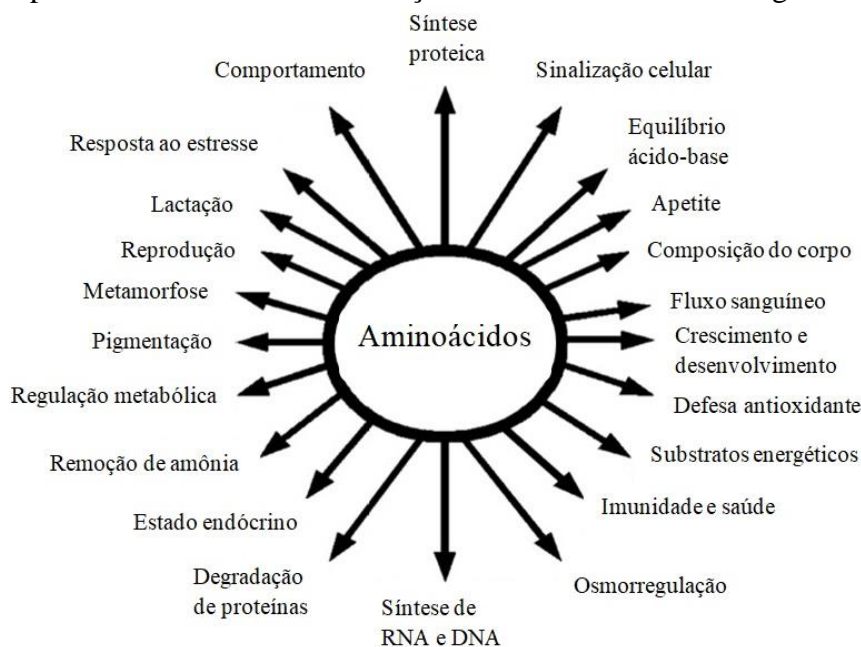 Síntese
proteica
Comportamento
Sinalização celular
Resposta ao estresse
Equilíbrio
ácido-base
Lactação
Apetite
Reprodução
Composição do corpo
Metamorfose
Fluxo sanguíneo
Aminoácidos
Pigmentação
Crescimento e
desenvolvimento
Regulação metabólica
Defesa antioxidante
Remoção de amônia
Substratos energéticos
Estado endócrino
Imunidade e saúde
Degradação
de proteínas
Síntese de
RNA e DNA
Osmorregulação